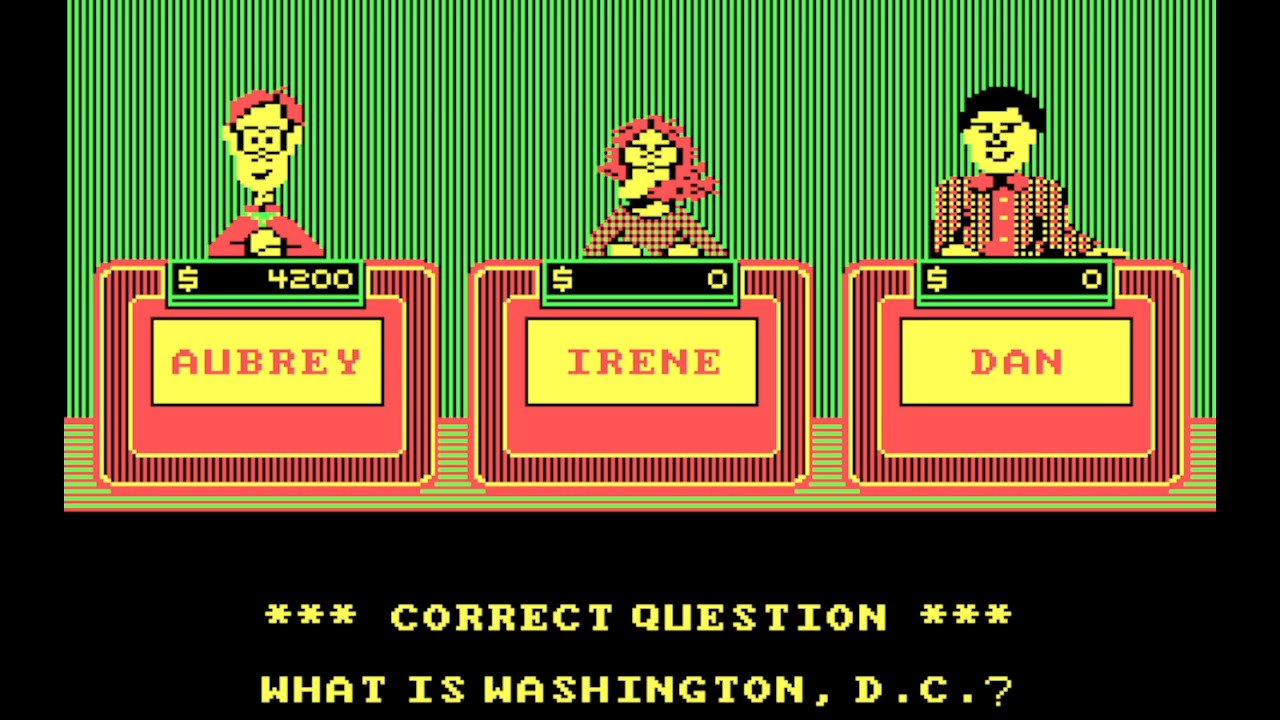 $ 4200 $ 0 $ 0
AUBREY IRENE DAN
*** CORRECT QUESTION ***
WHAT IS WASHINGTON, D.C.?